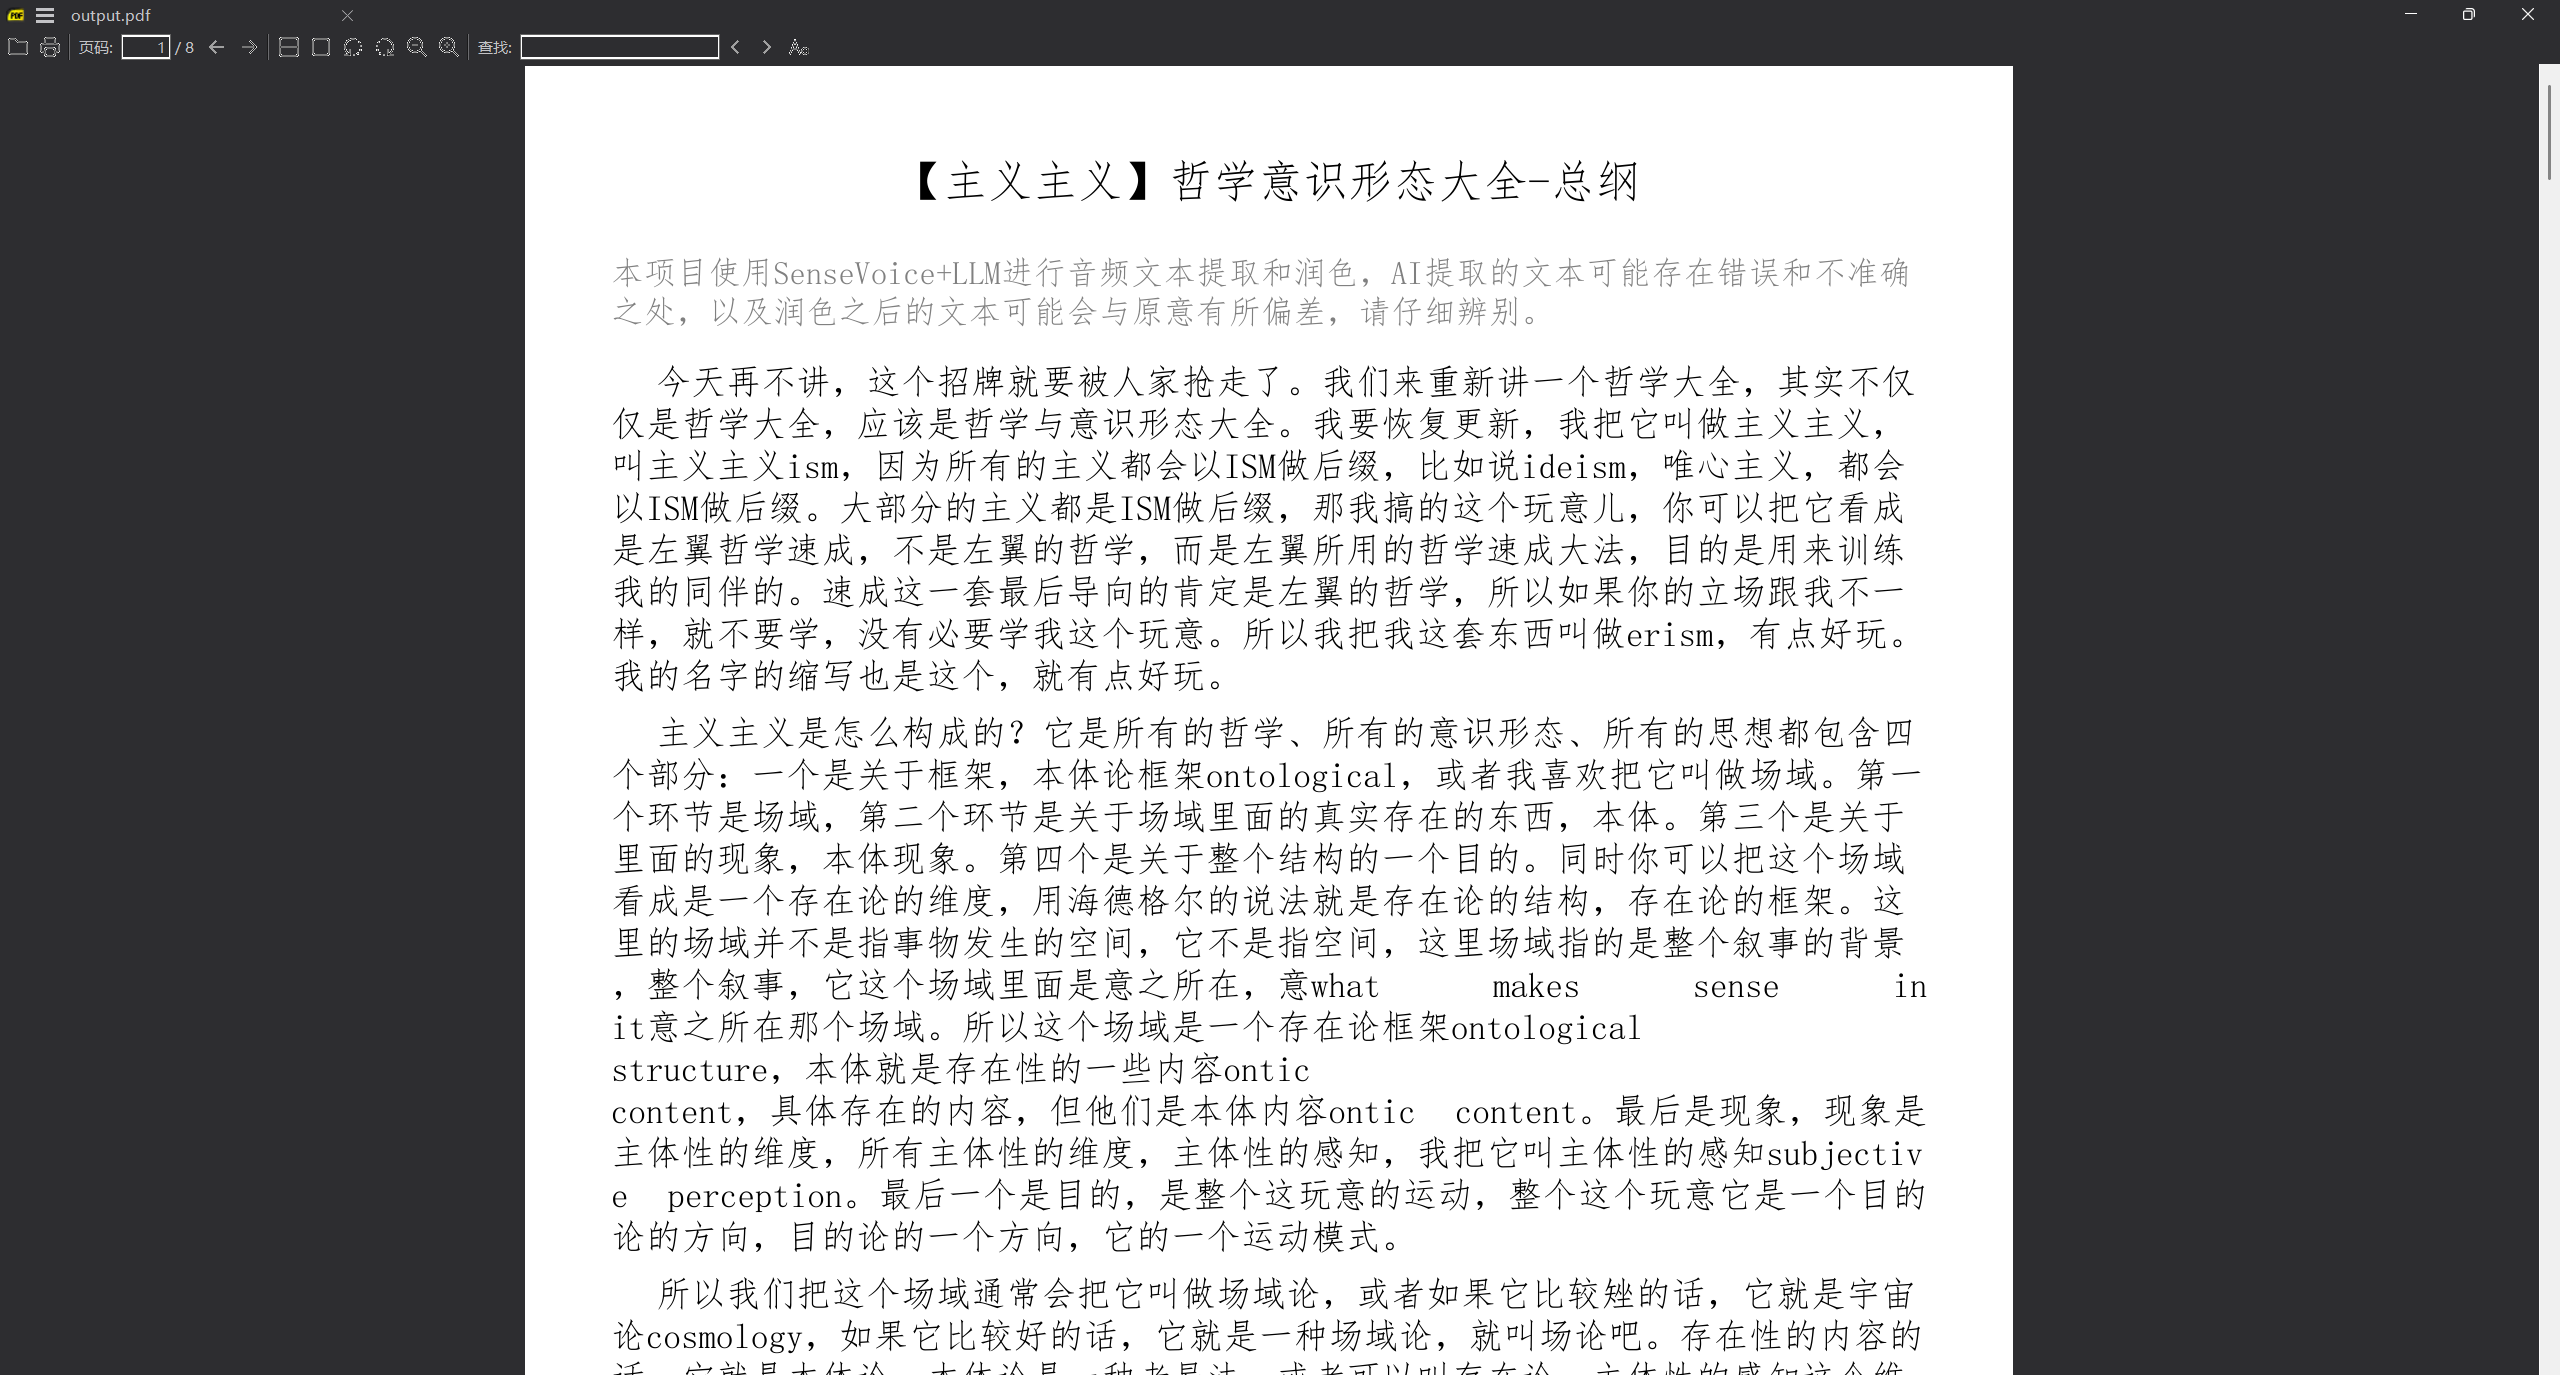 output.pdf
页码: 1 / 8 查找:
【主义主义】哲学意识形态大全-总纲
本项目使用SenseVoice+LLM进行音频文本提取和润色，AI提取的文本可能存在错误和不准确
之处，以及润色之后的文本可能会与原意有所偏差，请仔细辨别。
今天再不讲，这个招牌就要被人家抢走了。我们来重新讲一个哲学大全，其实不仅
仅是哲学大全，应该是哲学与意识形态大全。我要恢复更新，我把它叫做主义主义，
叫主义主义ism，因为所有的主义都会以ISM做后缀，比如说ideism，唯心主义，都会
以ISM做后缀。大部分的主义都是ISM做后缀，那我搞的这个玩意儿，你可以把它看成
是左翼哲学速成，不是左翼的哲学，而是左翼所用的哲学速成大法，目的是用来训练
我的同伴的。速成这一套最后导向的肯定是左翼的哲学，所以如果你的立场跟我不一
样，就不要学，没有必要学我这个玩意。所以我把我这套东西叫做erism，有点好玩。
我的名字的缩写也是这个，就有点好玩。
主义主义是怎么构成的？它是所有的哲学、所有的意识形态、所有的思想都包含四
个部分：一个是关于框架，本体论框架ontological，或者我喜欢把它叫做场域。第一
个环节是场域，第二个环节是关于场域里面的真实存在的东西，本体。第三个是关于
里面的现象，本体现象。第四个是关于整个结构的一个目的。同时你可以把这个场域
看成是一个存在论的维度，用海德格尔的说法就是存在论的结构，存在论的框架。这
里的场域并不是指事物发生的空间，它不是指空间，这里场域指的是整个叙事的背景
，整个叙事，它这个场域里面是意之所在，意what makes sense in
it意之所在那个场域。所以这个场域是一个存在论框架ontological
structure，本体就是存在性的一些内容ontic
content，具体存在的内容，但他们是本体内容ontic content。最后是现象，现象是
主体性的维度，所有主体性的维度，主体性的感知，我把它叫主体性的感知subjectiv
e perception。最后一个是目的，是整个这玩意的运动，整个这个玩意它是一个目的
论的方向，目的论的一个方向，它的一个运动模式。
所以我们把这个场域通常会把它叫做场域论，或者如果它比较矬的话，它就是宇宙
论cosmology，如果它比较好的话，它就是一种场域论，就叫场论吧。存在性的内容的